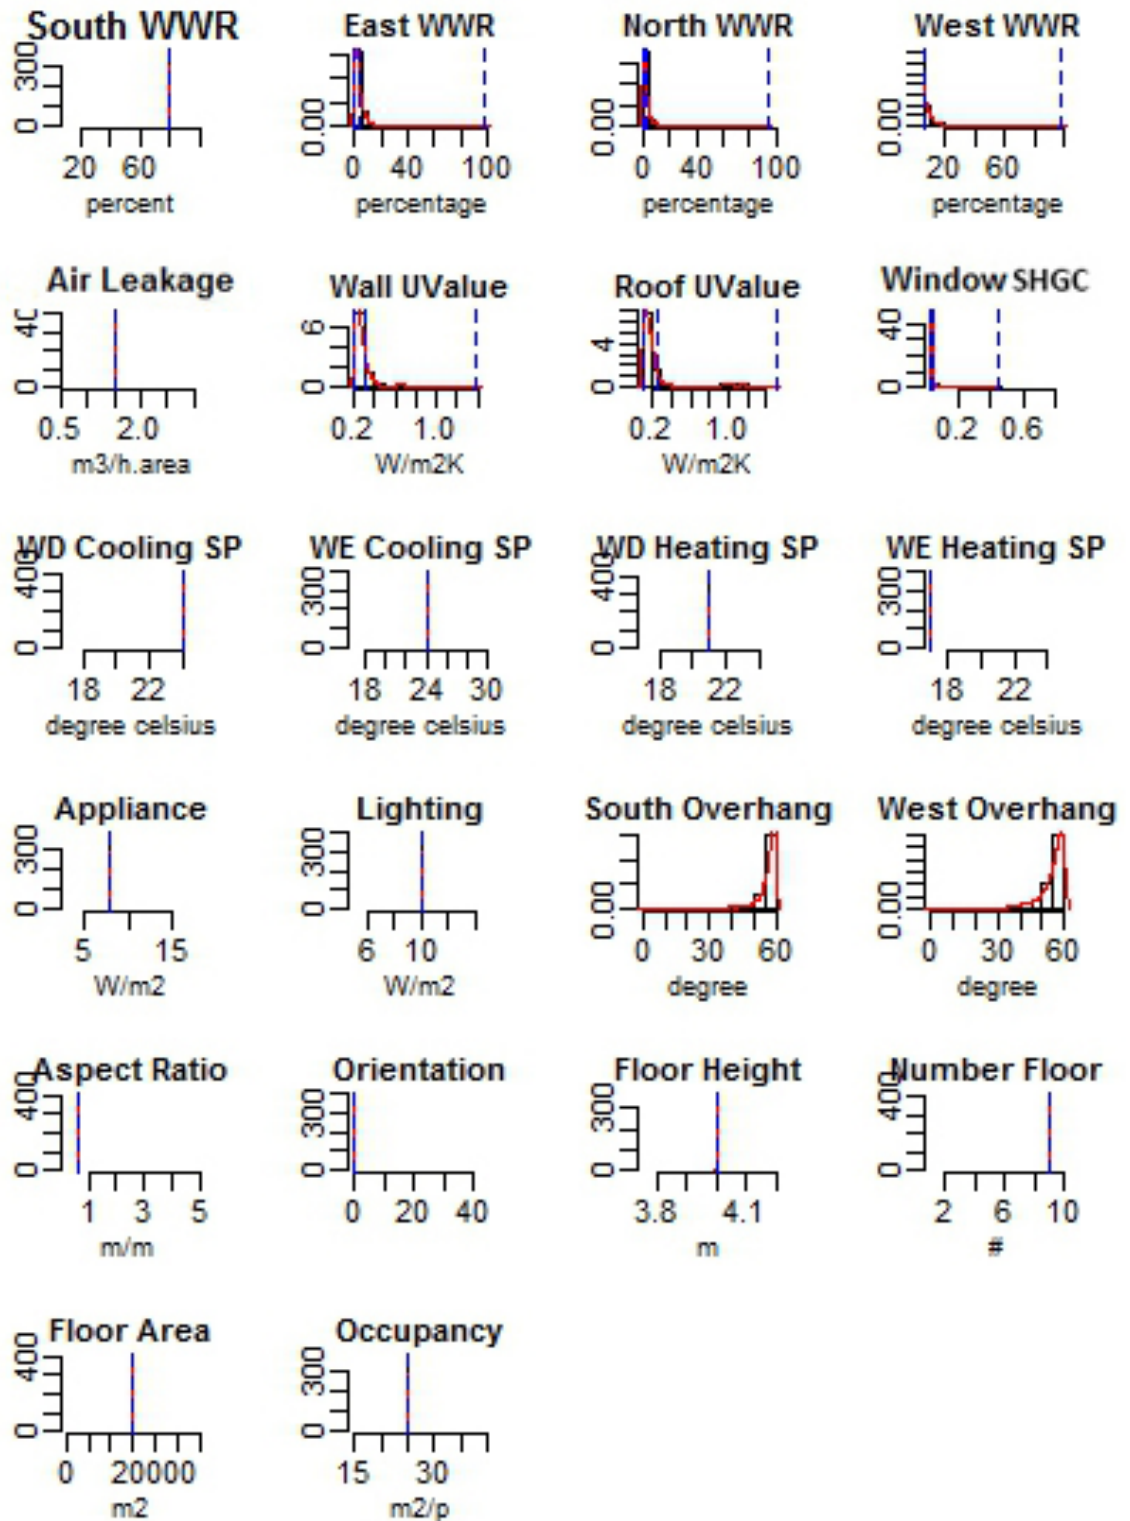 South WWR East WWR North WWR West WWR
0 300 0.00 0.00 0.00
20 60 0 40 100 0 40 100 20 60
percent percentage percentage percentage
Air Leakage Wall UValue Roof UValue Window SHGC
0 40 0 6 0 4 0 40
0.5 2.0 0.2 1.0 0.2 1.0 0.2 0.6
m3/h.area W/m2K W/m2K
WD Cooling SP WE Cooling SP WD Heating SP WE Heating SP
0 400 0 300 0 400 0 300
18 22 18 24 30 18 22 18 22
degree celsius degree celsius degree celsius degree celsius
Appliance Lighting South Overhang West Overhang
0 300 0 300 0.00 0.00
5 15 6 10 0 30 60 0 30 60
W/m2 W/m2 degree degree
Aspect Ratio Orientation Floor Height Number Floor
0 400 0 300 0 300 0 400
1 3 5 0 20 40 3.8 4.1 2 6 10
m/m m #
Floor Area Occupancy
0 400 0 300
0 20000 15 30
m2 m2/p